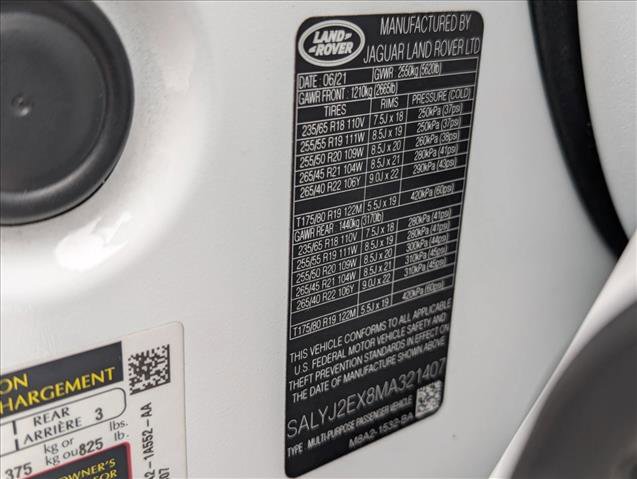 LAND ROVER
MANUFACTURED BY
JAGUAR LAND ROVER LTD
DATE : 06/21 GVWR : 2550kg (5620lb)
GAWR FRONT : 1210kg (2665lb)
TIRES RIMS PRESSURE (COLD)
235/65 R18 110V 7.5J x 18 250kPa (37psi)
255/55 R19 111W 8.5J x 19 250kPa (37psi)
255/50 R20 109W 8.5J x 20 260kPa (38psi)
265/45 R21 104W 8.5J x 21 280kPa (41psi)
265/40 R22 106Y 9.0J x 22 290kPa (43psi)
T175/80 R19 122M 5.5J x 19 420kPa (60psi)
GAWR REAR 1440kg (3170lb)
235/65 R18 110V 7.5J x 18 280kPa (41psi)
255/55 R19 111W 8.5J x 19 280kPa (41psi)
255/50 R20 109W 8.5J x 20 300kPa (44psi)
265/45 R21 104W 8.5J x 21 310kPa (45psi)
265/40 R22 106Y 9.0J x 22 310kPa (45psi)
T175/80 R19 122M 5.5J x 19 420kPa (60psi)
THIS VEHICLE CONFORMS TO ALL APPLICABLE
U.S. FEDERAL MOTOR VEHICLE SAFETY AND
THEFT PREVENTION STANDARDS IN EFFECT ON
THE DATE OF MANUFACTURE SHOWN ABOVE.
SALYJ2EX8MA321407
TYPE : MULTI-PURPOSE PASSENGER VEHICLE
M8A2-1532-BA
ION
HARGEMENT
REAR
ARRIÈRE 3
kg or lbs.
375 kg ou 825 lb.
OWNER'S
A2-1A552-AA
07